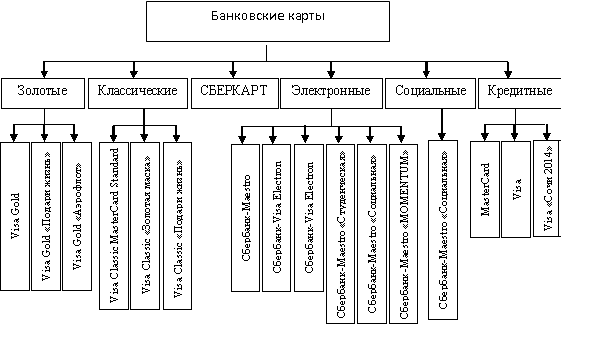 Банковские карты
Золотые
Классические
СБЕРКАРТ
Электронные
Социальные
Кредитные
Visa Gold
Visa Gold «Подари жизнь»
Visa Gold «Аэрофлот»
Visa Classic MasterCard Standard
Visa Classic «Золотая маска»
Visa Classic «Подари жизнь»
Сбербанк-Maestro
Сбербанк-Visa Electron
Сбербанк-Visa Electron
Сбербанк-Maestro «Студенческая»
Сбербанк-Maestro «Социальная»
Сбербанк-Maestro «MOMENTUM»
Сбербанк-Maestro «Социальная»
MasterCard
Visa
Visa «Сочи 2014»